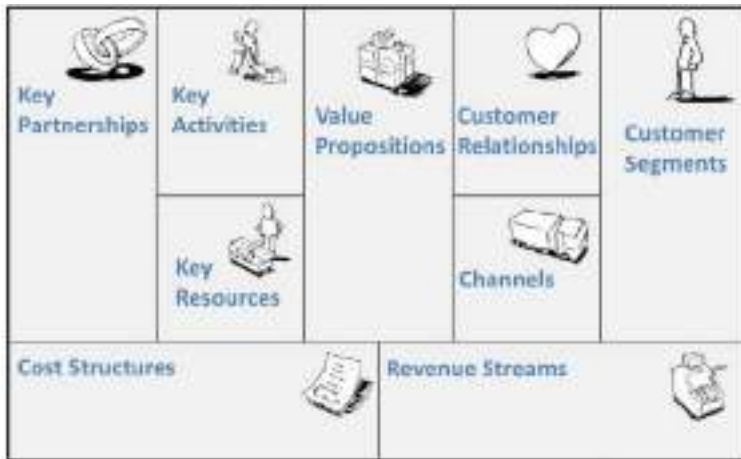 Key
Partnerships
Key
Activities
Key
Resources
Value
Propositions
Customer
Relationships
Channels
Customer
Segments
Cost Structures
Revenue Streams